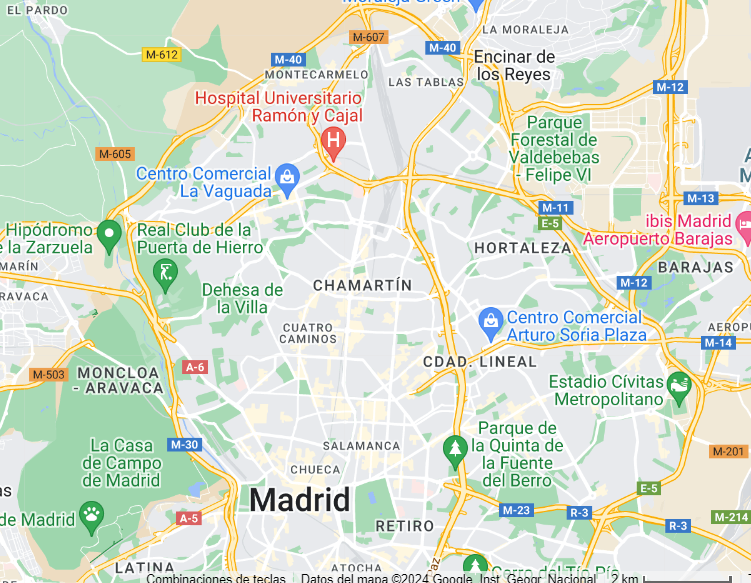 EL PARDO
Moraleja Green
LA MORALEJA
M-607
M-40
M-612
M-40
Encinar de
los Reyes
MONTECARMELO
LAS TABLAS
M-12
Hospital Universitario
Ramón y Cajal
H
Parque
Forestal de
Valdebebas
- Felipe VI
M-605
Centro Comercial
La Vaguada
M-13
M-11
E-5
ibis Madrid
Aeropuerto Barajas
Hipódromo
e la Zarzuela
Real Club de la
Puerta de Hierro
HORTALEZA
BARAJAS
MARÍN
ARAVACA
M-12
Dehesa de
la Villa
CHAMARTÍN
CUATRO
CAMINOS
Centro Comercial
Arturo Soria Plaza
AEROPU
M-14
M-503
MONCLOA
- ARAVACA
A-6
CDAD. LINEAL
Estadio Cívitas
Metropolitano
La Casa
de Campo
de Madrid
M-30
SALAMANCA
Parque de
la Quinta de
la Fuente
del Berro
M-201
CHUECA
as
Madrid
E-5
de Madrid
A-5
RETIRO
M-23
R-3
R-3
M-214
LATINA
ATOCHA
Paz
Cerro del Tío Pío
Combinaciones de teclas
Datos del mapa ©2024 Google, Inst. Geogr. Nacional
2 km